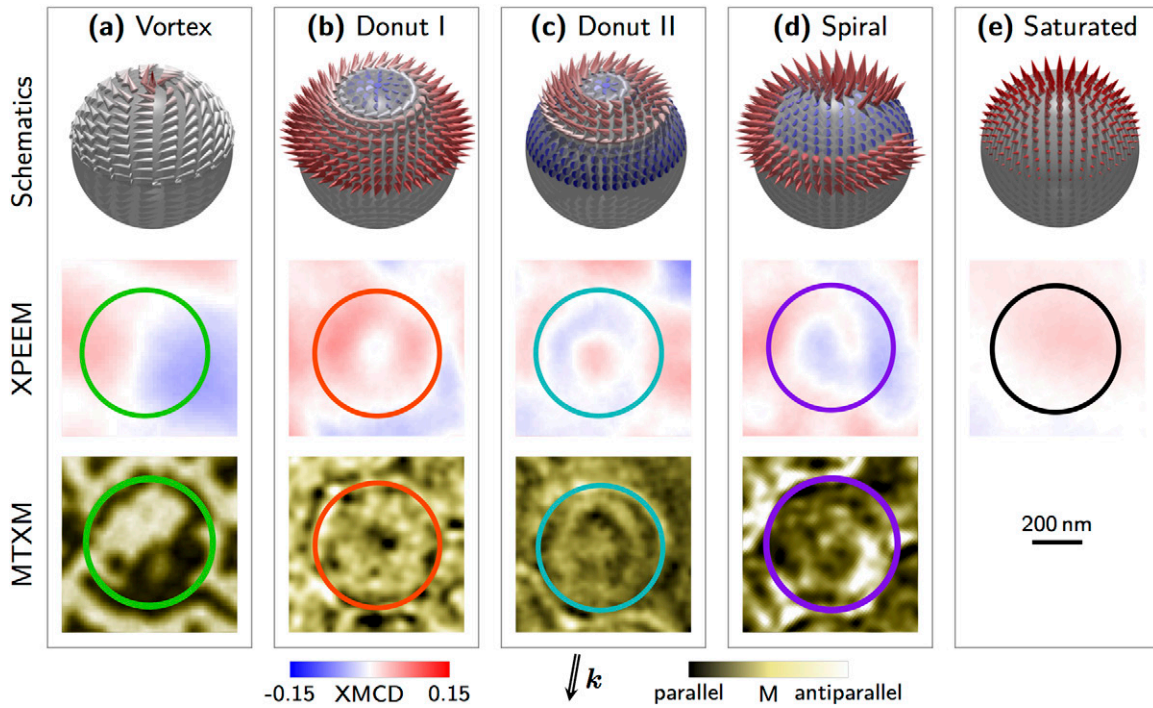 (a) Vortex
(b) Donut I
(c) Donut II
(d) Spiral
(e) Saturated
Schematics
XPEEM
MTXM
200 nm
-0.15 XMCD 0.15
k
parallel M antiparallel